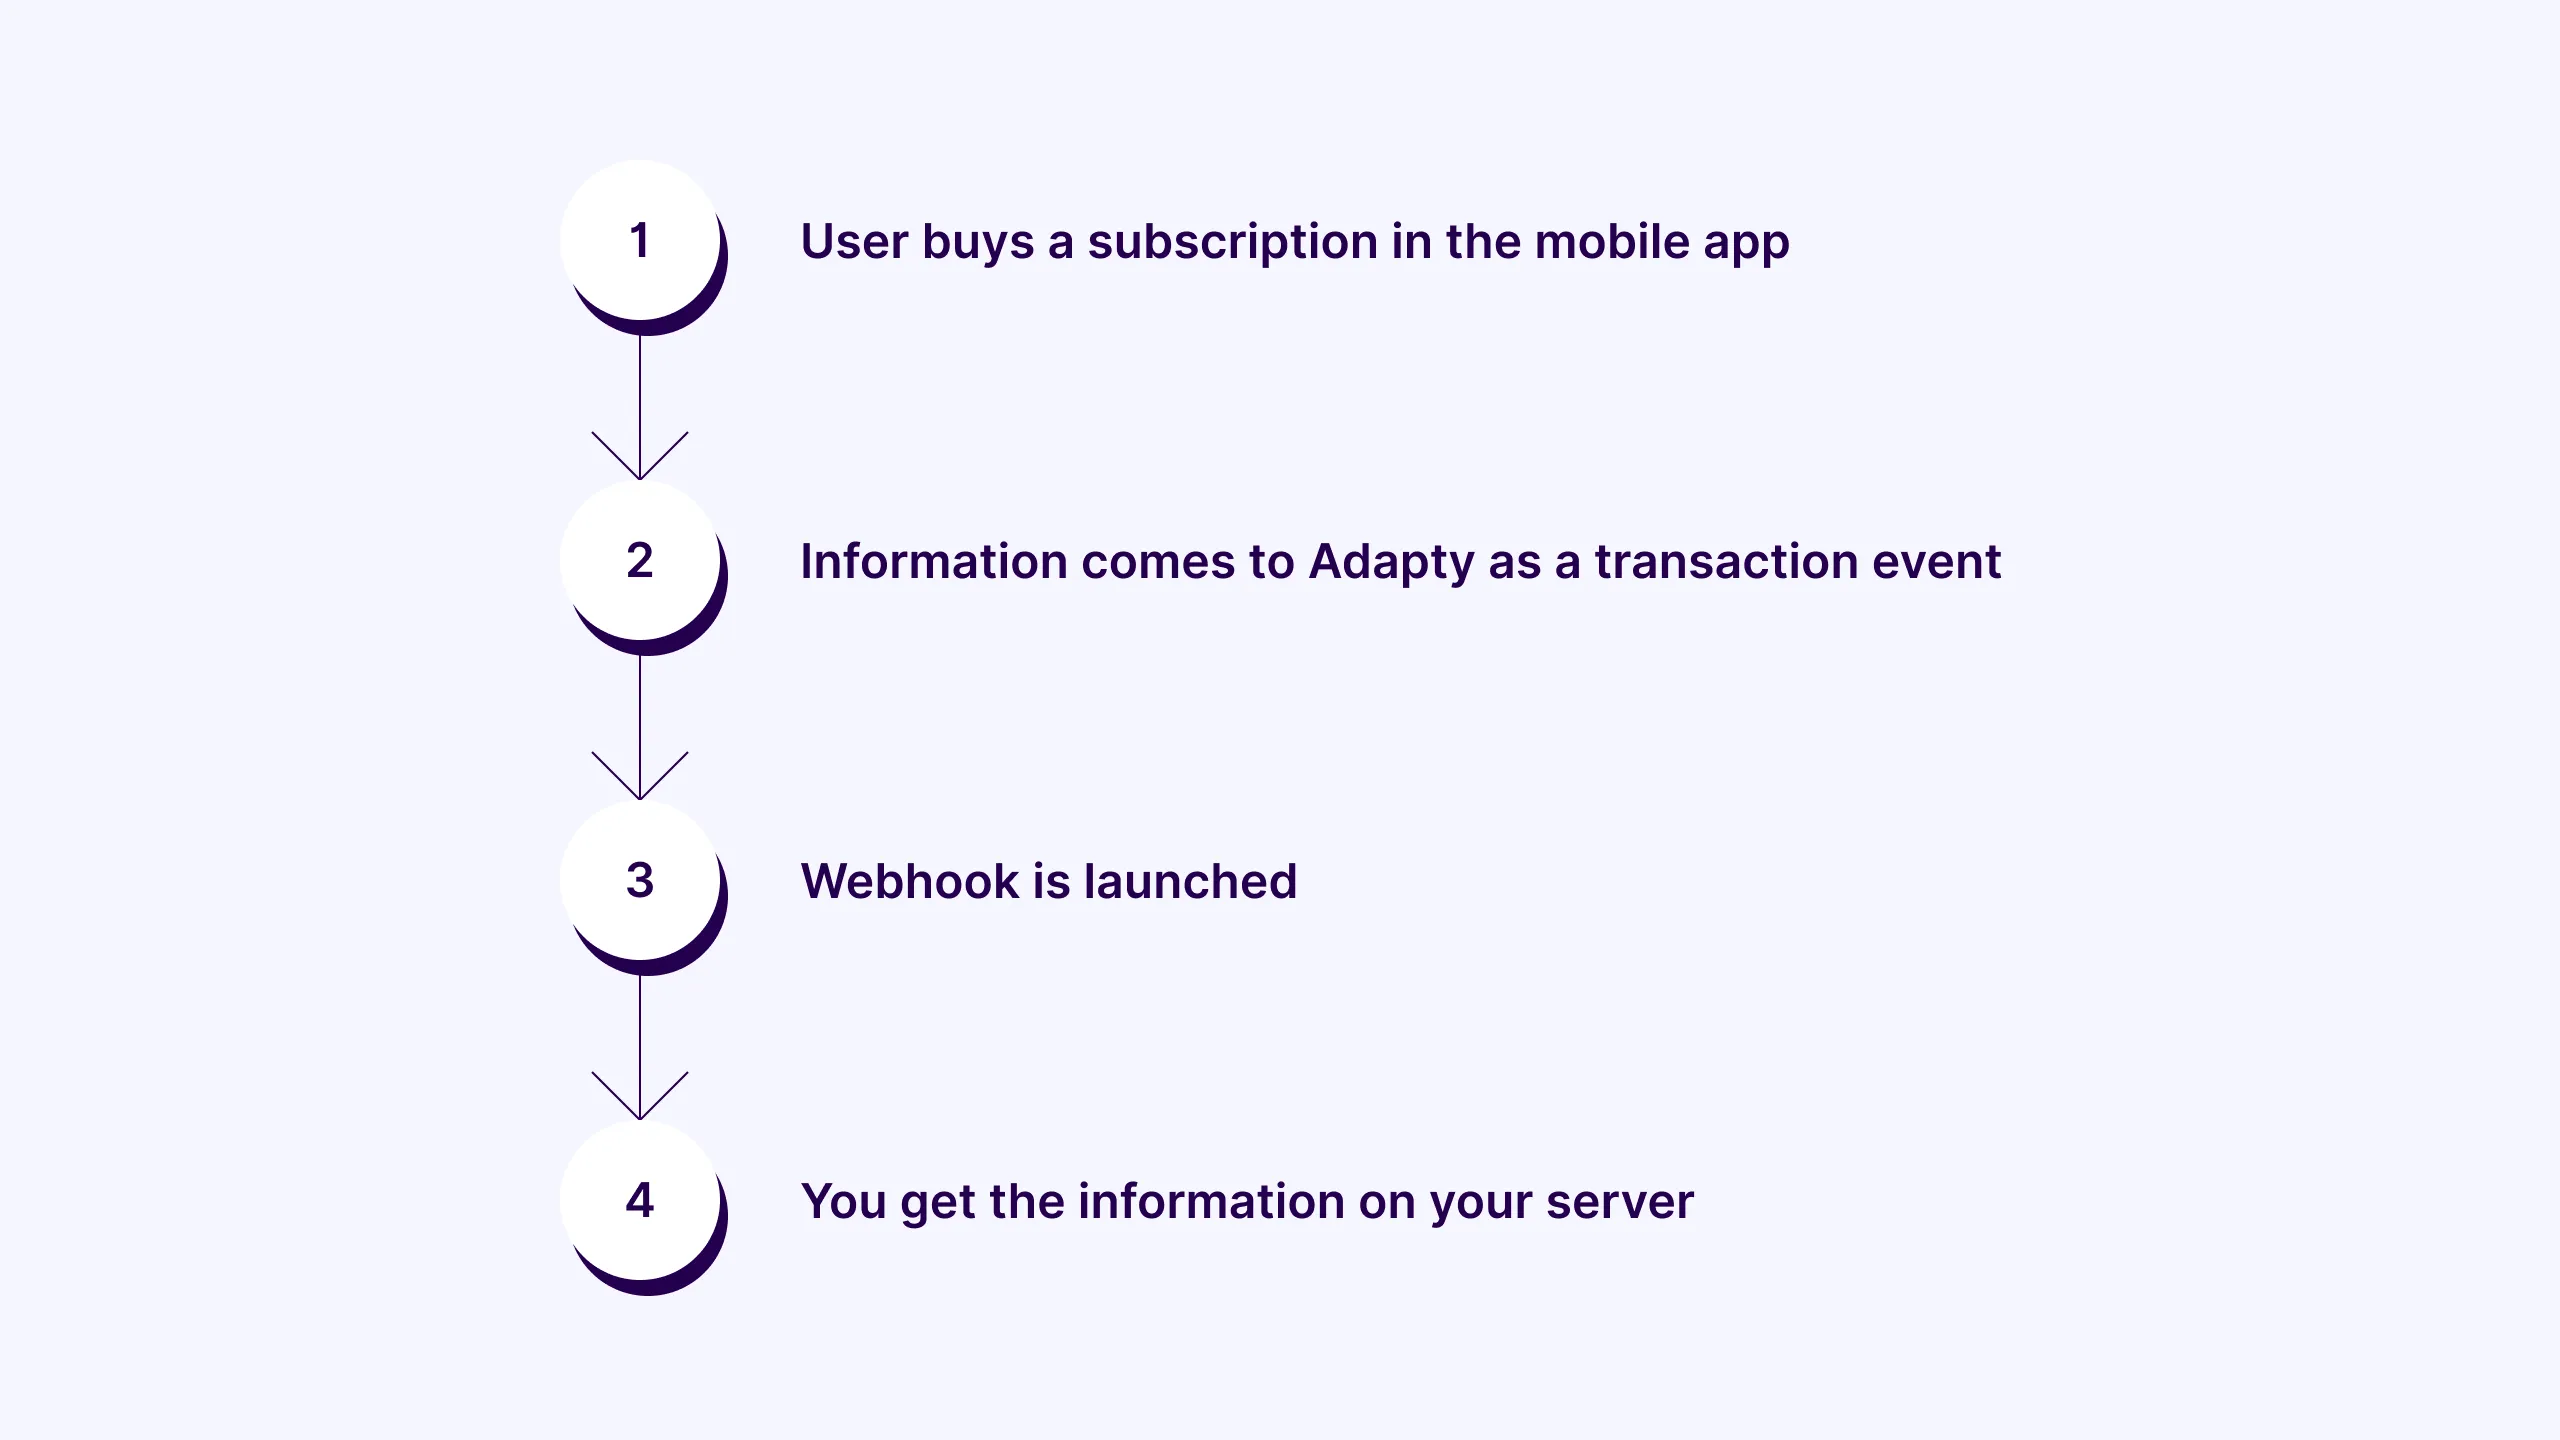 1
User buys a subscription in the mobile app
2
Information comes to Adapty as a transaction event
3
Webhook is launched
4
You get the information on your server